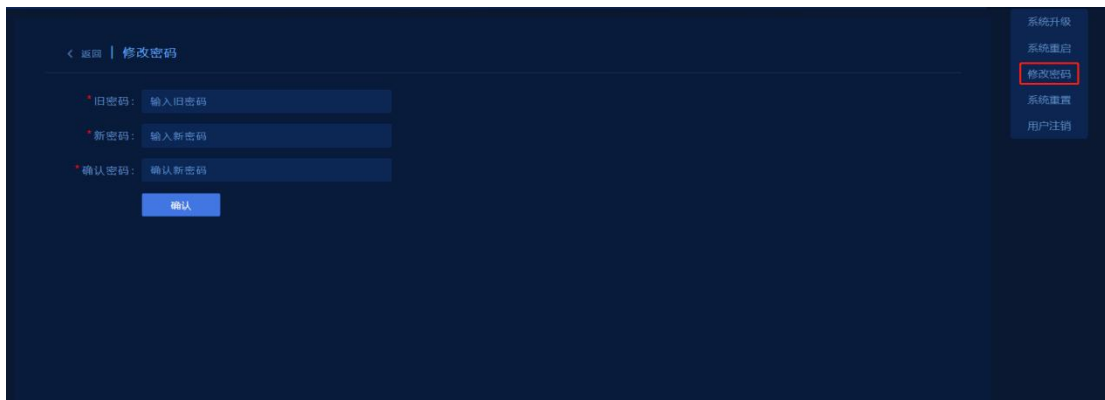 < 返回 | 修改密码
*旧密码: 输入旧密码
*新密码: 输入新密码
*确认密码: 确认新密码
确认
系统升级
系统重启
修改密码
系统重置
用户注销